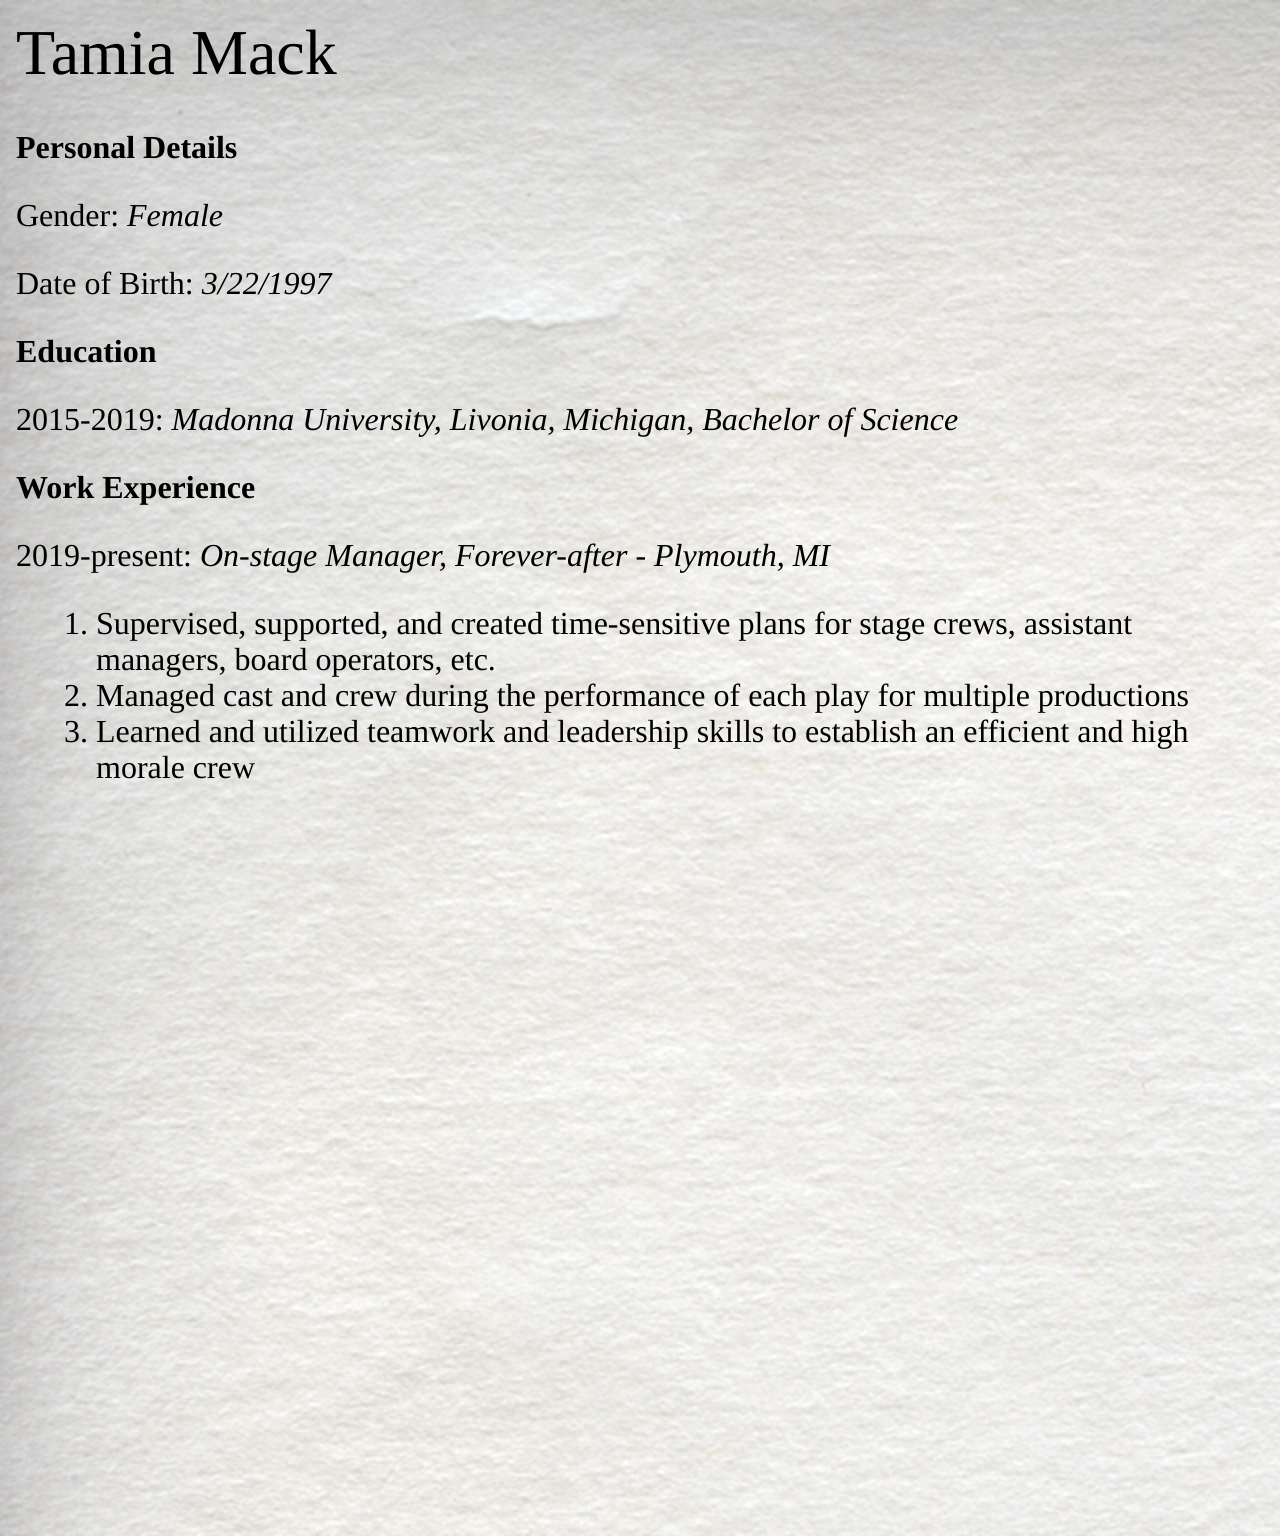 Tamia Mack
Personal Details
Gender: Female
Date of Birth: 3/22/1997
Education
2015-2019: Madonna University, Livonia, Michigan, Bachelor of Science
Work Experience
2019-present: On-stage Manager, Forever-after - Plymouth, MI
1. Supervised, supported, and created time-sensitive plans for stage crews, assistant
managers, board operators, etc.
2. Managed cast and crew during the performance of each play for multiple productions
3. Learned and utilized teamwork and leadership skills to establish an efficient and high
morale crew